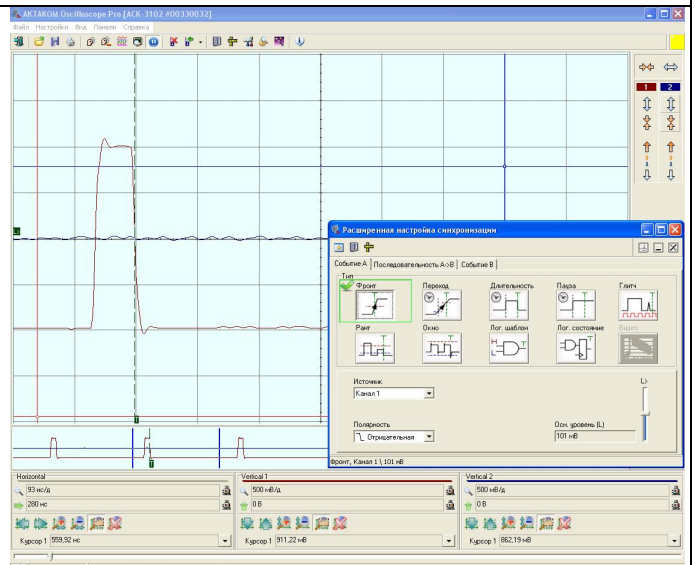 AKTAKOM Oscilloscope Pro [ACK-3102 #00330032]
Файл Настройки Вид Панели Справка
1 2
Расширенная настройка синхронизации
Событие A Последовательность A->B Событие B
Тип
Фронт Переход Длительность Пауза Глитч
Рант Окно Лог. шаблон Лог. состояние Видео
Источник
Канал 1
L>
Полярность
Отрицательная
Осн. уровень (L)
101 мВ
Фронт, Канал 1 \ 101 мВ
Horizontal Vertical 1 Vertical 2
93 нс/д 500 мВ/д 500 мВ/д
280 нс 0 В 0 В
Курсор 1 559,92 нс Курсор 1 911,22 мВ Курсор 1 862,19 мВ